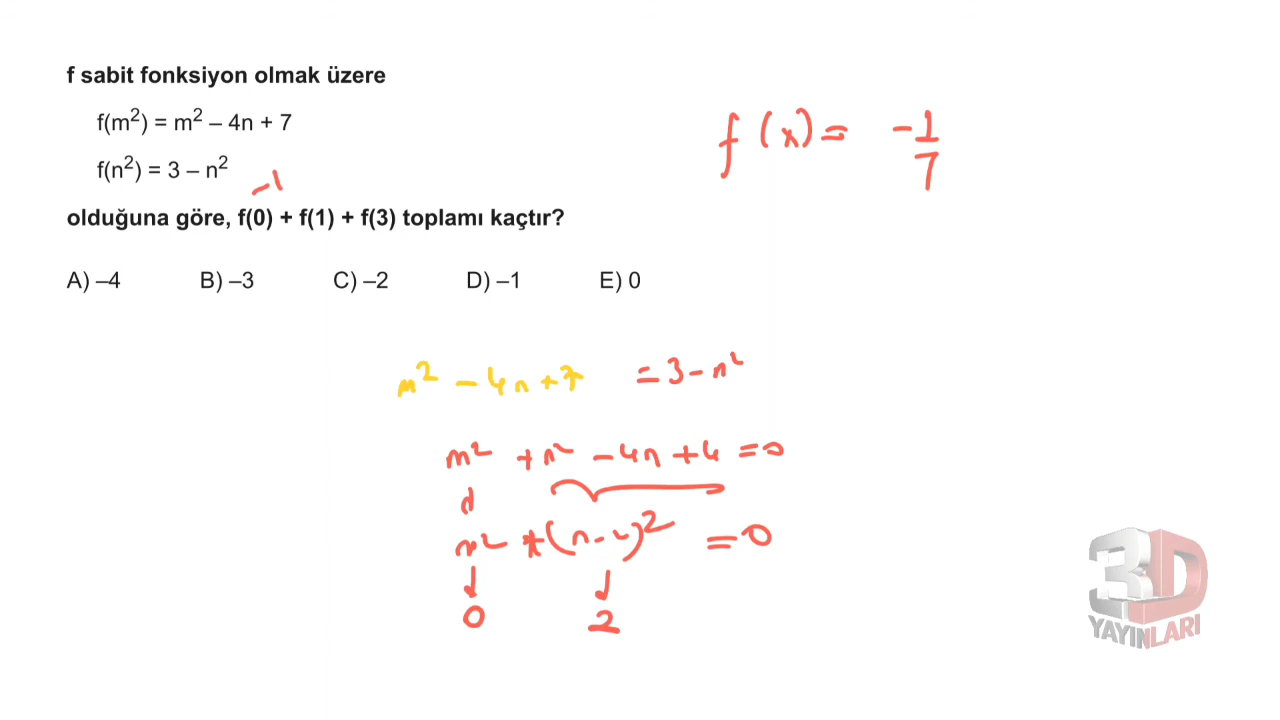 f sabit fonksiyon olmak üzere
f(m²) = m² – 4n + 7
f(n²) = 3 – n²
–1
olduğuna göre, f(0) + f(1) + f(3) toplamı kaçtır?
A) –4 B) –3 C) –2 D) –1 E) 0
f(x) = -1
7
m² – 4n + 7 = 3 – n²
m² + n² – 4n + 4 = 0
m² + (n – 2)² = 0
0 2
3D
YAYINLARI